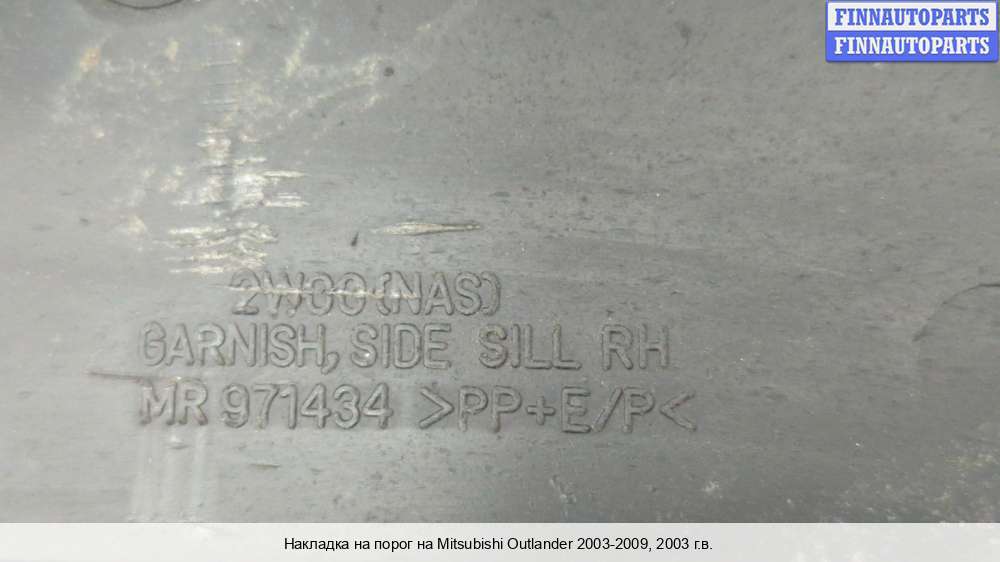 FINNAUTOPARTS
FINNAUTOPARTS
2W00(NAS)
GARNISH, SIDE SILL RH
MR 971434 >PP+E/P<
Накладка на порог на Mitsubishi Outlander 2003-2009, 2003 г.в.